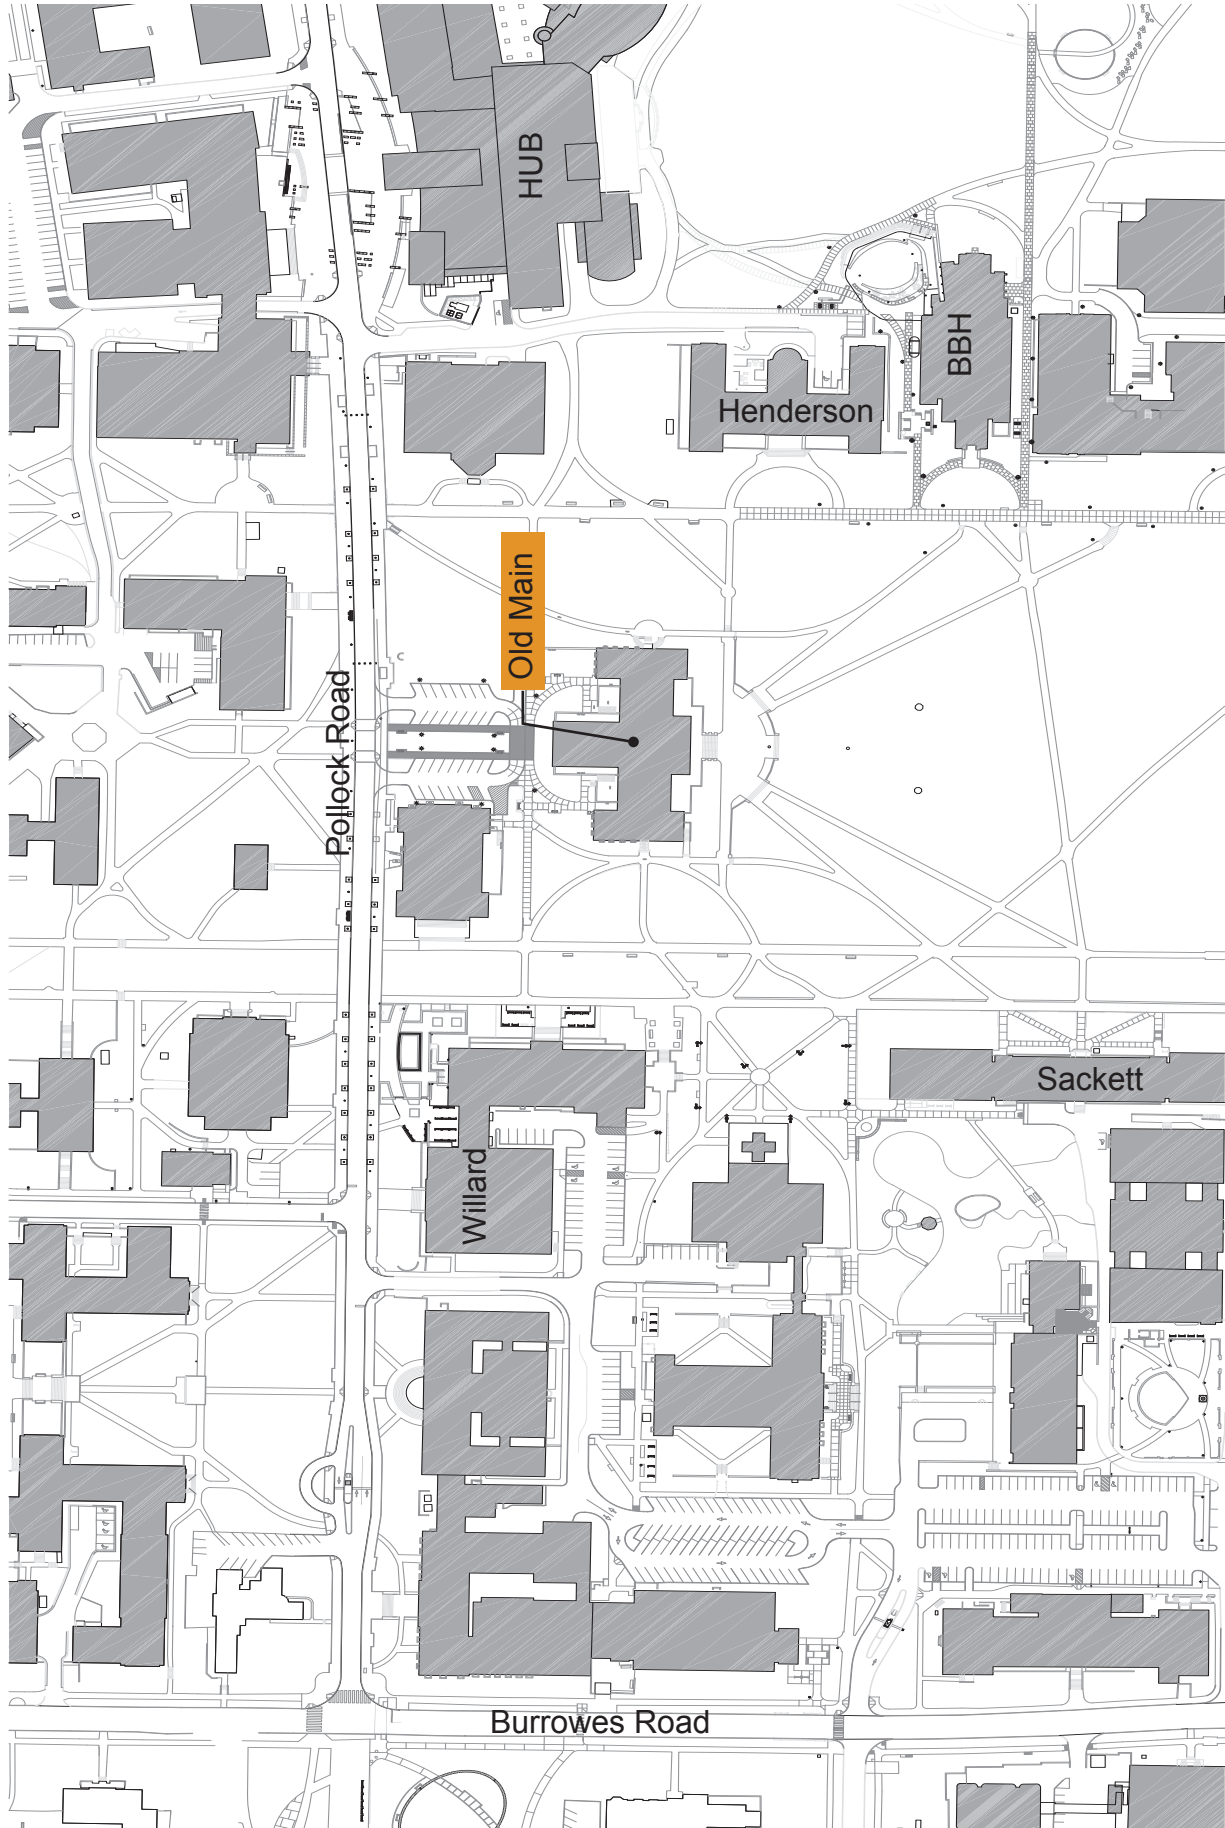 HUB
BBH
Henderson
Old Main
Pollock Road
Sackett
Willard
Burrowes Road